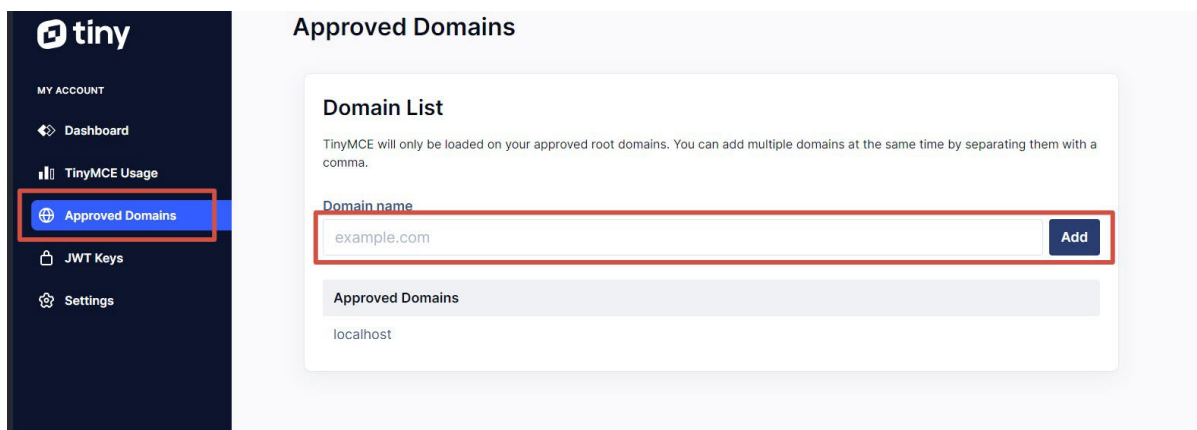 tiny
MY ACCOUNT
Dashboard
TinyMCE Usage
Approved Domains
JWT Keys
Settings
Approved Domains
Domain List
TinyMCE will only be loaded on your approved root domains. You can add multiple domains at the same time by separating them with a
comma.
Domain name
example.com
Add
Approved Domains
localhost